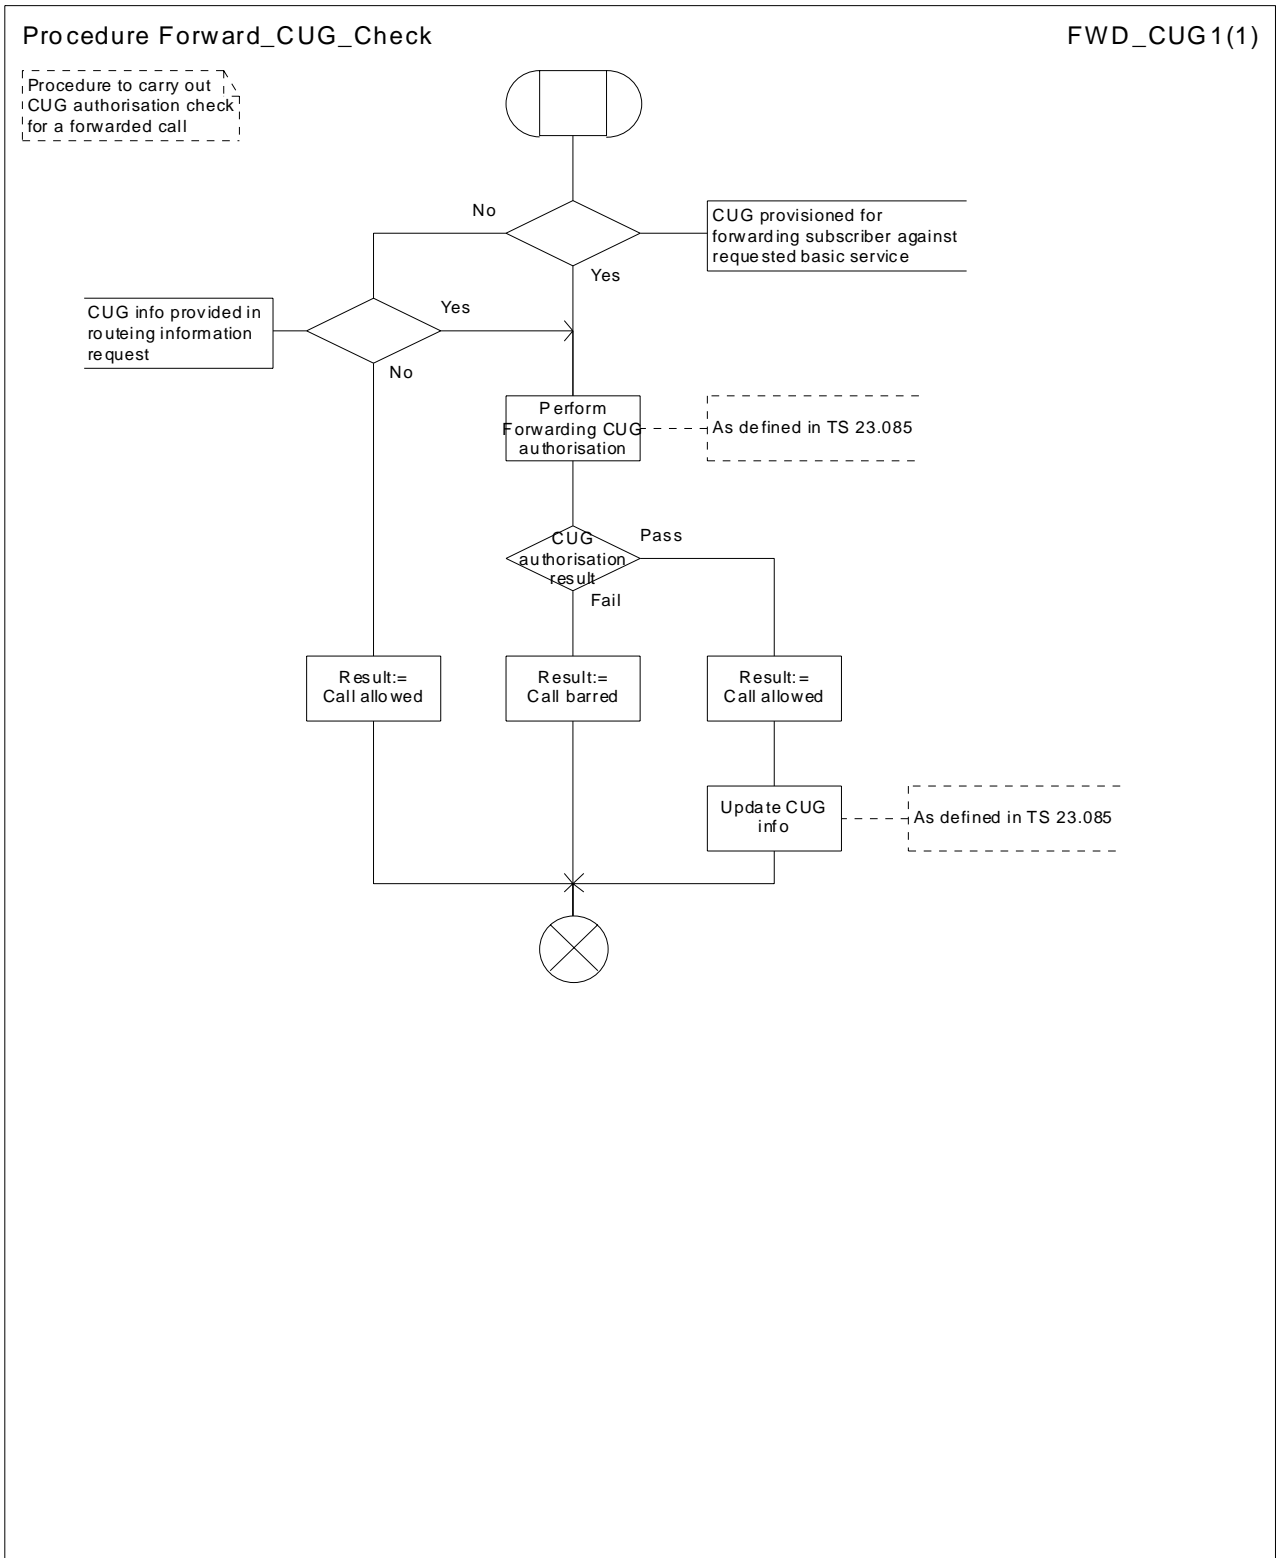 Procedure Forward_CUG_Check
FWD_CUG1(1)
Procedure to carry out
CUG authorisation check
for a forwarded call
No
CUG provisioned for
forwarding subscriber against
requested basic service
Yes
CUG info provided in
routeing information
request
Yes
No
Perform
Forwarding CUG
authorisation
As defined in TS 23.085
CUG
authorisation
result
Pass
Fail
Result:=
Call allowed
Result:=
Call barred
Result:=
Call allowed
Update CUG
info
As defined in TS 23.085